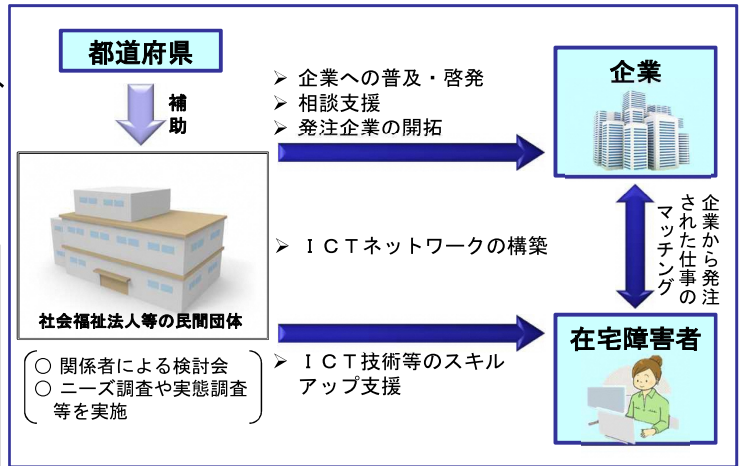 都道府県
補助
➢ 企業への普及・啓発
➢ 相談支援
➢ 発注企業の開拓
企業
社会福祉法人等の民間団体
➢ ＩＣＴネットワークの構築
企業から発注
された仕事の
マッチング
○ 関係者による検討会
○ ニーズ調査や実態調査
等を実施
➢ ＩＣＴ技術等のスキル
アップ支援
在宅障害者